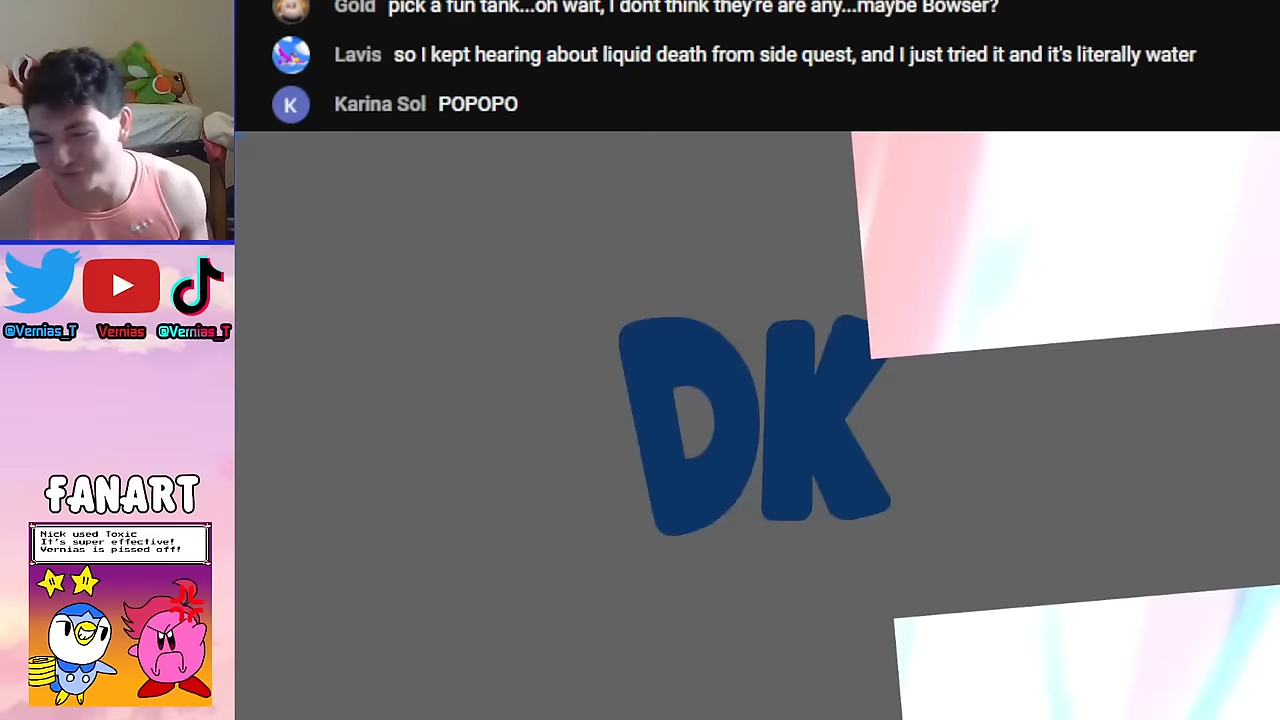 Gold pick a fun tank...oh wait, I dont think they're are any...maybe Bowser?
Lavis so I kept hearing about liquid death from side quest, and I just tried it and it's literally water
K Karina Sol POPOPO
@Vernias_T Vernias @Vernias_T
DK
FANART
Nick used Toxic
It's super effective!
Vernias is pissed off!